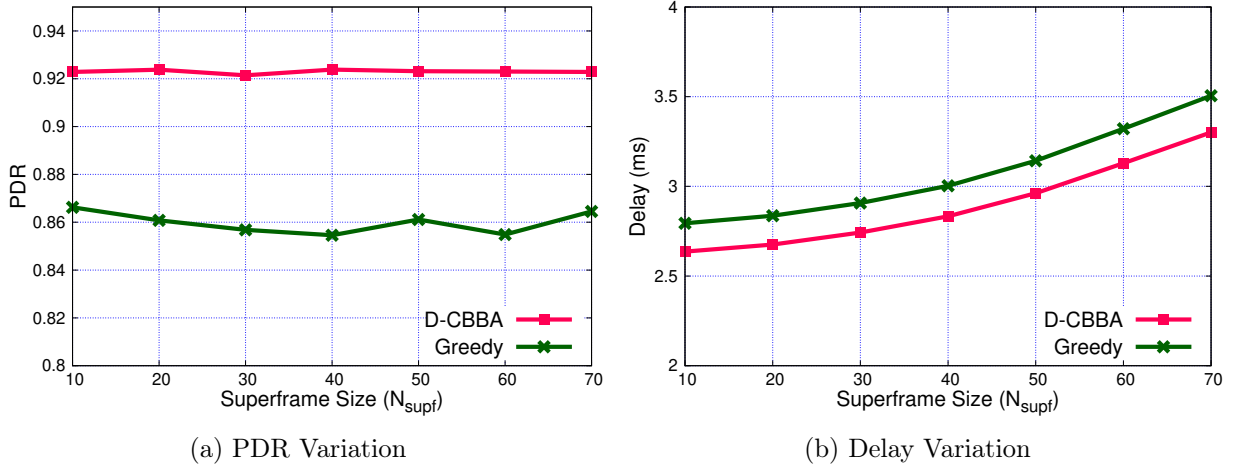 0.94
0.92
0.9
0.88
0.86
0.84
0.82
0.8
PDR
D-CBBA
Greedy
10 20 30 40 50 60 70
Superframe Size (N_supf)
(a) PDR Variation
4
3.5
3
2.5
2
Delay (ms)
D-CBBA
Greedy
10 20 30 40 50 60 70
Superframe Size (N_supf)
(b) Delay Variation